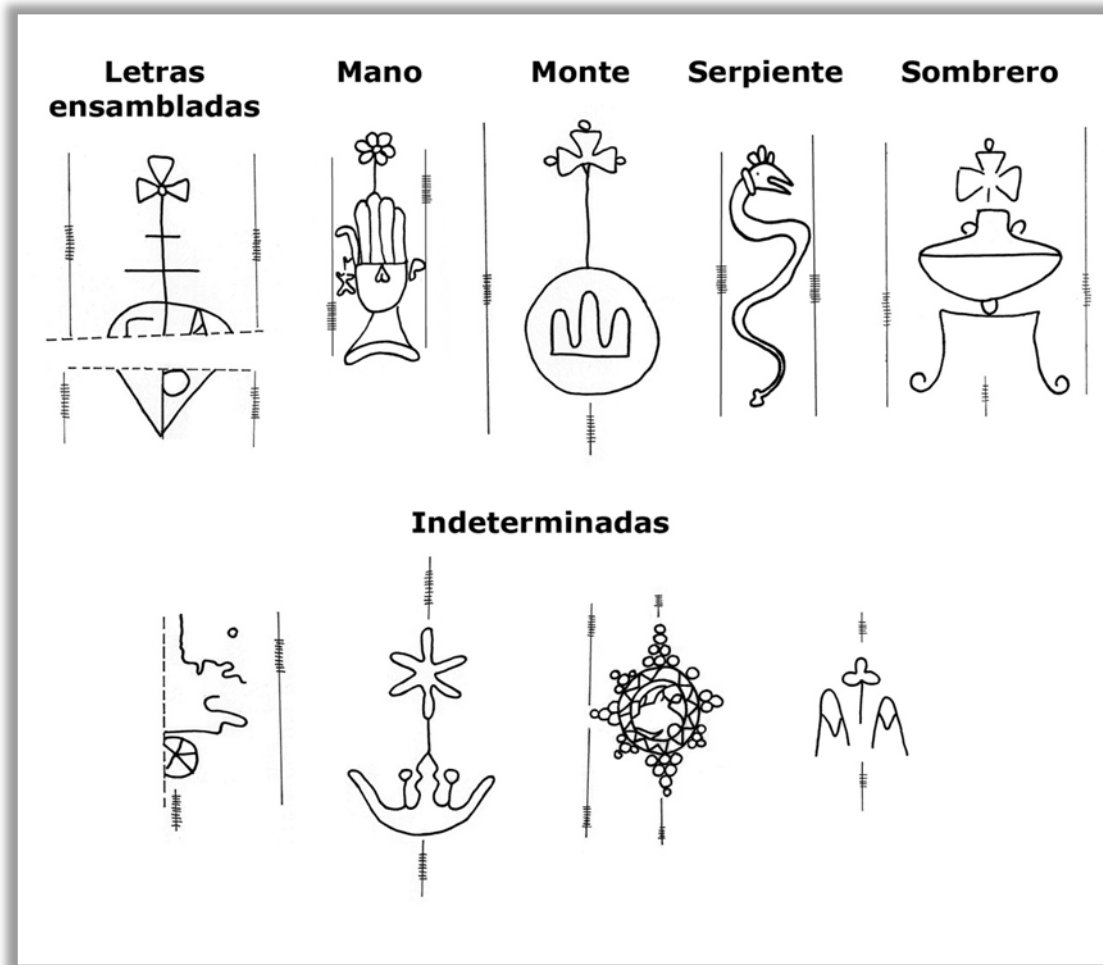 Letras
ensambladas
Mano
Monte
Serpiente
Sombrero
Indeterminadas